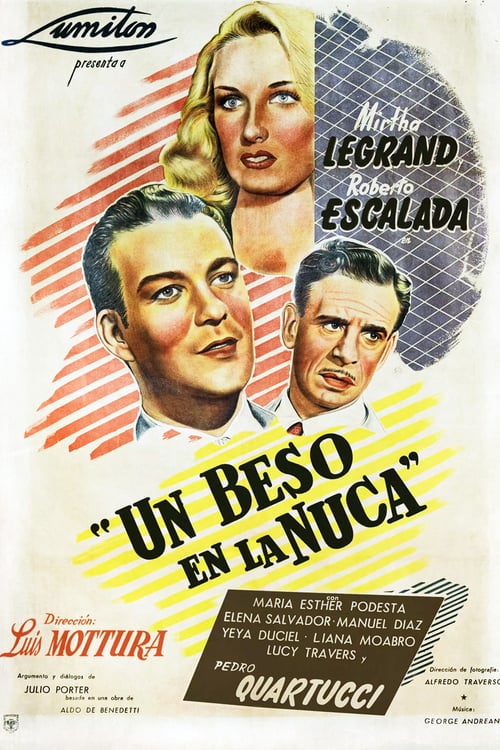 Lumiton
presenta a
Mirtha
LEGRAND
Roberto
ESCALADA
en
"UN BESO
EN LA NUCA"
Dirección:
Luis MOTTURA
Argumento y diálogos de
JULIO PORTER
basado en una obra de
ALDO DE BENEDETTI
con
MARIA ESTHER PODESTA
ELENA SALVADOR - MANUEL DIAZ
YEYA DUCIEL - LIANA MOABRO
LUCY TRAVERS y
PEDRO
QUARTUCCI
Dirección de fotografía:
ALFREDO TRAVERSO
Música:
GEORGE ANDREAN